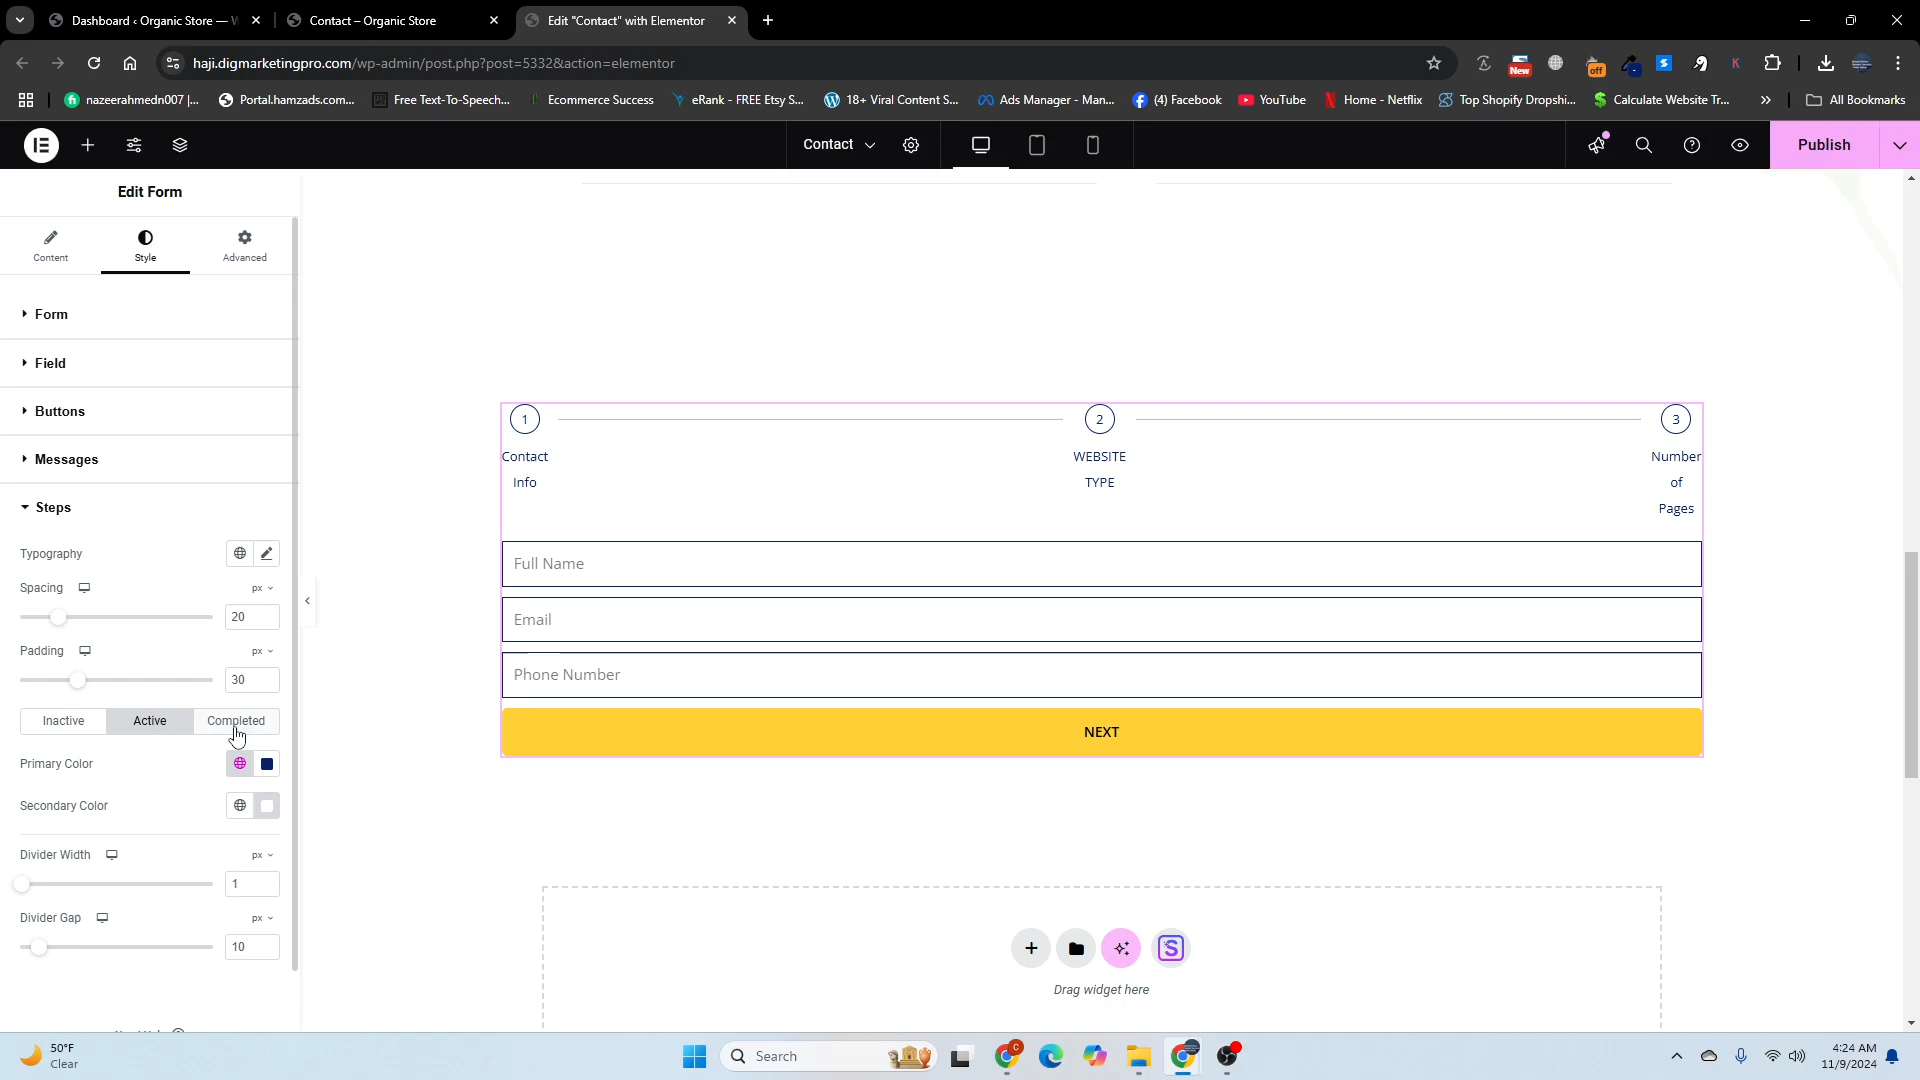 Dashboard ‹ Organic Store — W
Contact – Organic Store
Edit "Contact" with Elementor
haji.digmarketingpro.com/wp-admin/post.php?post=5332&action=elementor
New
off
K
nazeerahmedn007 |...
Portal.hamzads.com...
Free Text-To-Speech...
Ecommerce Success
eRank - FREE Etsy S...
18+ Viral Content S...
Ads Manager - Man...
(4) Facebook
YouTube
Home - Netflix
Top Shopify Dropshi...
Calculate Website Tr...
»
All Bookmarks
Contact
Publish
Edit Form
Content
Style
Advanced
Form
Field
Buttons
Messages
Steps
Typography
Spacing
px
20
Padding
px
30
Inactive
Active
Completed
Primary Color
Secondary Color
Divider Width
px
1
Divider Gap
px
10
1
2
3
Contact
Info
WEBSITE
TYPE
Number
of
Pages
Full Name
Email
Phone Number
NEXT
Drag widget here
50°F
Clear
Search
4:24 AM
11/9/2024